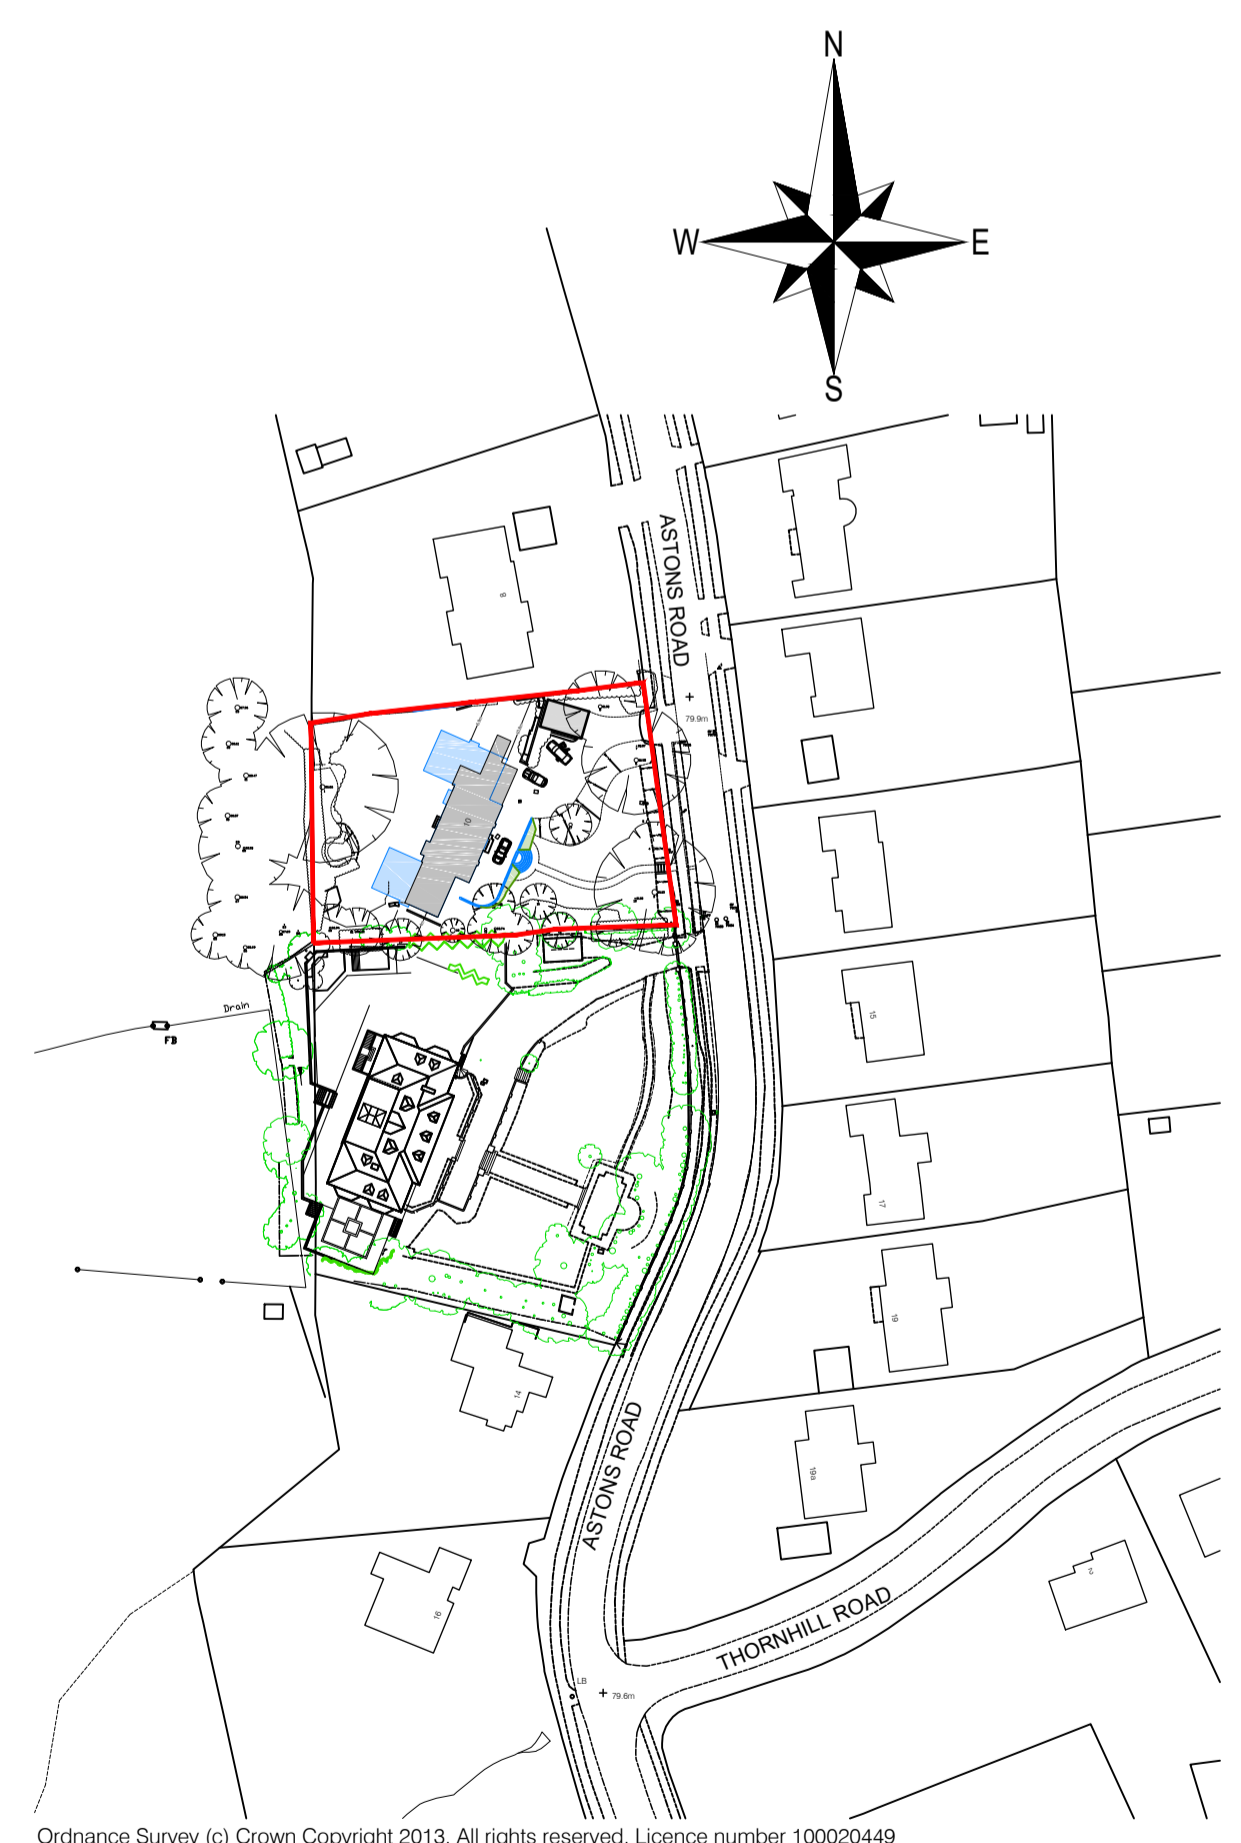 N
W
E
S
ASTONS ROAD
8
79.9m
10
15
Drain
FB
17
19
14
ASTONS ROAD
19a
2
16
THORNHILL ROAD
LB
79.6m
Ordnance Survey (c) Crown Copyright 2013. All rights reserved. Licence number 100020449